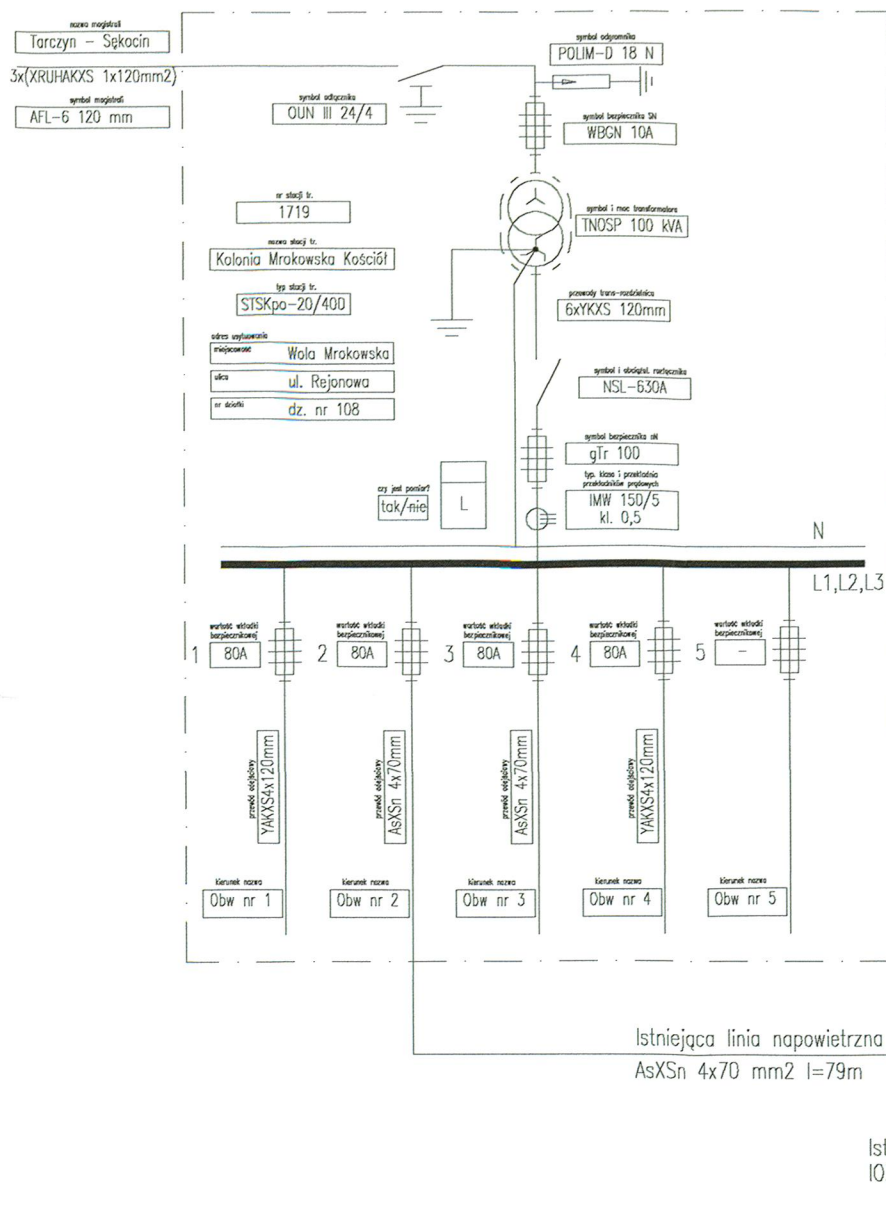 nazwa magistrali
Tarczyn - Sękocin
3x(XRUHAKXS 1x120mm2)
symbol magistrali
AFL-6 120 mm
symbol odgromnika
POLIM-D 18 N
symbol odłącznika
OUN III 24/4
symbol bezpiecznika SN
WBGN 10A
nr stacji tr.
1719
symbol i moc transformatora
TNOSP 100 kVA
nazwa stacji tr.
Kolonia Mrokowska Kościół
typ stacji tr.
STSKpo-20/400
przewody trans-rozdzielnica
6xYKXS 120mm
adres usytuowania
miejscowość Wola Mrokowska
ulica ul. Rejonowa
nr działki dz. nr 108
symbol i obciążal. rozłącznika
NSL-630A
symbol bezpiecznika nN
gTr 100
typ. klasa i przekładnia
przekładników prądowych
IMW 150/5
kl. 0,5
czy jest pomiar?
tak/nie
L
N
L1,L2,L3
wartość wkładki
bezpiecznikowej
1 80A
wartość wkładki
bezpiecznikowej
2 80A
wartość wkładki
bezpiecznikowej
3 80A
wartość wkładki
bezpiecznikowej
4 80A
wartość wkładki
bezpiecznikowej
5 -
przewód odejściowy
YAKXS4x120mm
przewód odejściowy
AsXSn 4x70mm
przewód odejściowy
AsXSn 4x70mm
przewód odejściowy
YAKXS4x120mm
kierunek nazwa
Obw nr 1
kierunek nazwa
Obw nr 2
kierunek nazwa
Obw nr 3
kierunek nazwa
Obw nr 4
kierunek nazwa
Obw nr 5
Istniejąca linia napowietrzna
AsXSn 4x70 mm2 l=79m
Ist